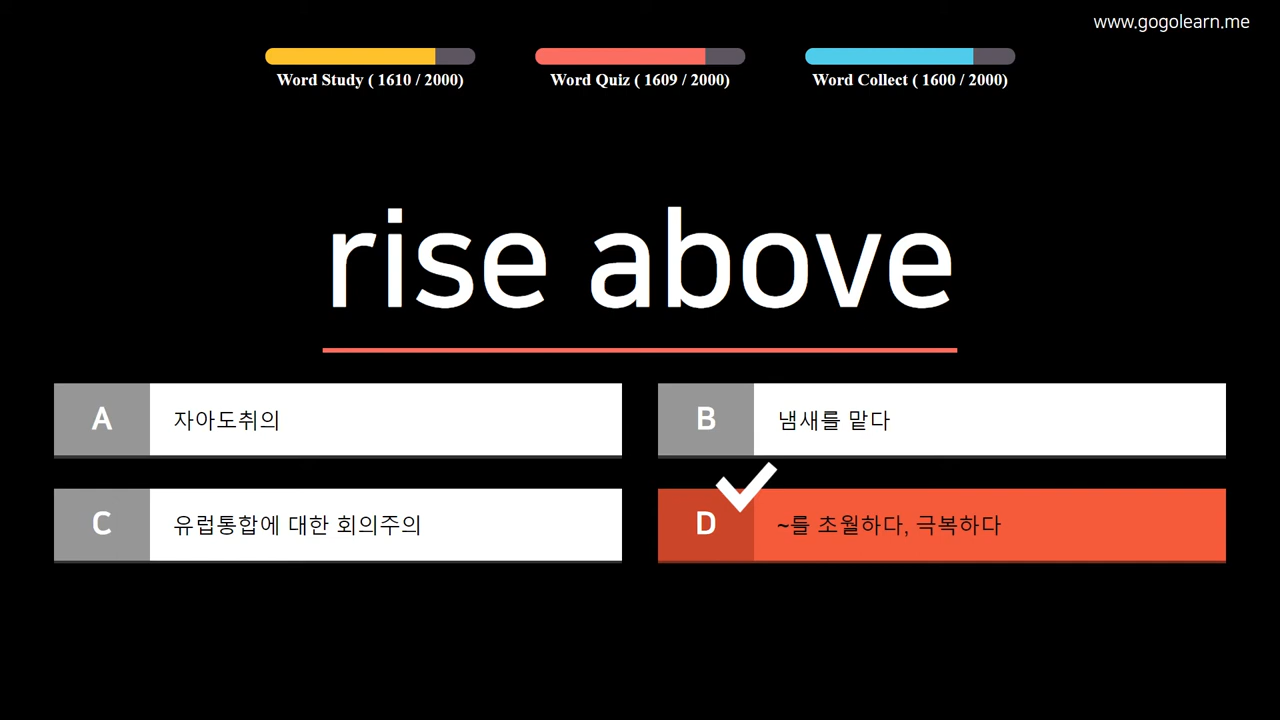 www.gogolearn.me
Word Study ( 1610 / 2000)
Word Quiz ( 1609 / 2000)
Word Collect ( 1600 / 2000)
rise above
A 자아도취의
B 냄새를 맡다
C 유럽통합에 대한 회의주의
D ~를 초월하다, 극복하다